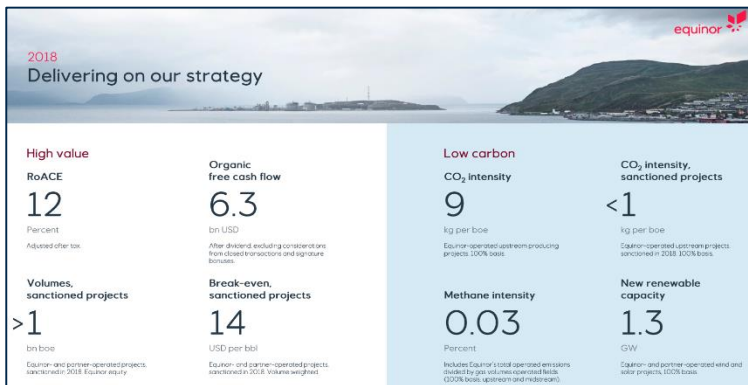 equinor
2018
Delivering on our strategy
High value
RoACE
12
Percent
Adjusted after tax.
Organic
free cash flow
6.3
bn USD
After dividend, excluding considerations
from closed transactions and signature
bonuses.
Volumes,
sanctioned projects
>1
bn boe
Equinor- and partner-operated projects,
sanctioned in 2018. Equinor equity.
Break-even,
sanctioned projects
14
USD per bbl
Equinor- and partner-operated projects,
sanctioned in 2018. Volume weighted.
Low carbon
CO₂ intensity
9
kg per boe
Equinor-operated upstream producing
projects, 100% basis.
CO₂ intensity,
sanctioned projects
<1
kg per boe
Equinor-operated upstream projects,
sanctioned in 2018. 100% basis.
Methane intensity
0.03
Percent
Includes Equinor's total operated emissions
divided by gas volumes operated fields
(100% basis, upstream and midstream).
New renewable
capacity
1.3
GW
Equinor- and partner-operated wind and
solar projects, 100% basis.